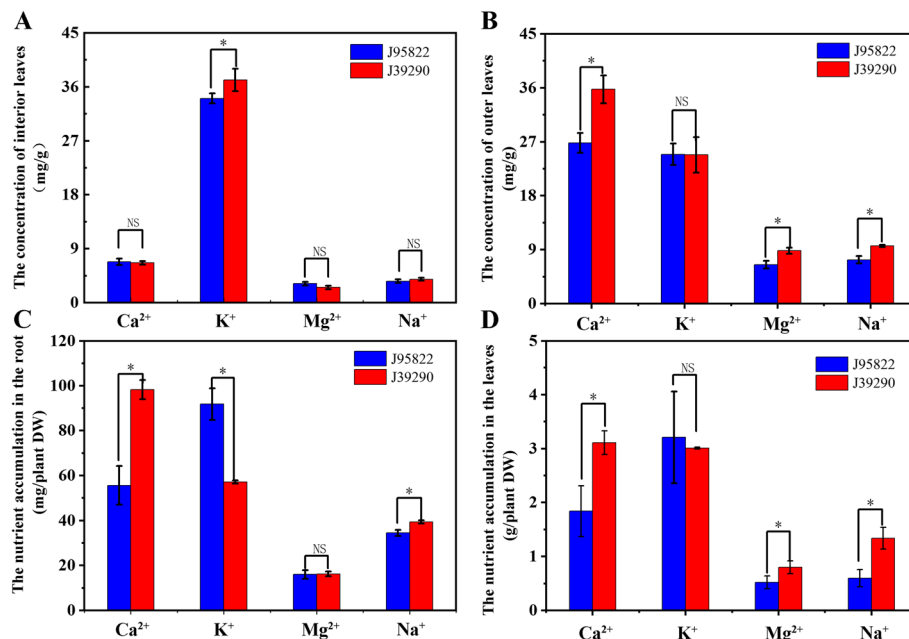 A
The concentration of interior leaves
（mg/g）
45
36
27
18
9
0
J95822
J39290
NS
*
NS
NS
Ca²⁺
K⁺
Mg²⁺
Na⁺
B
The concentration of outer leaves
(mg/g)
45
36
27
18
9
0
J95822
J39290
*
NS
*
*
Ca²⁺
K⁺
Mg²⁺
Na⁺
C
The nutrient accumulation in the root
(mg/plant DW)
120
100
80
60
40
20
0
J95822
J39290
*
*
NS
*
Ca²⁺
K⁺
Mg²⁺
Na⁺
D
The nutrient accumulation in the leaves
(g/plant DW)
5
4
3
2
1
0
J95822
J39290
*
NS
*
*
Ca²⁺
K⁺
Mg²⁺
Na⁺